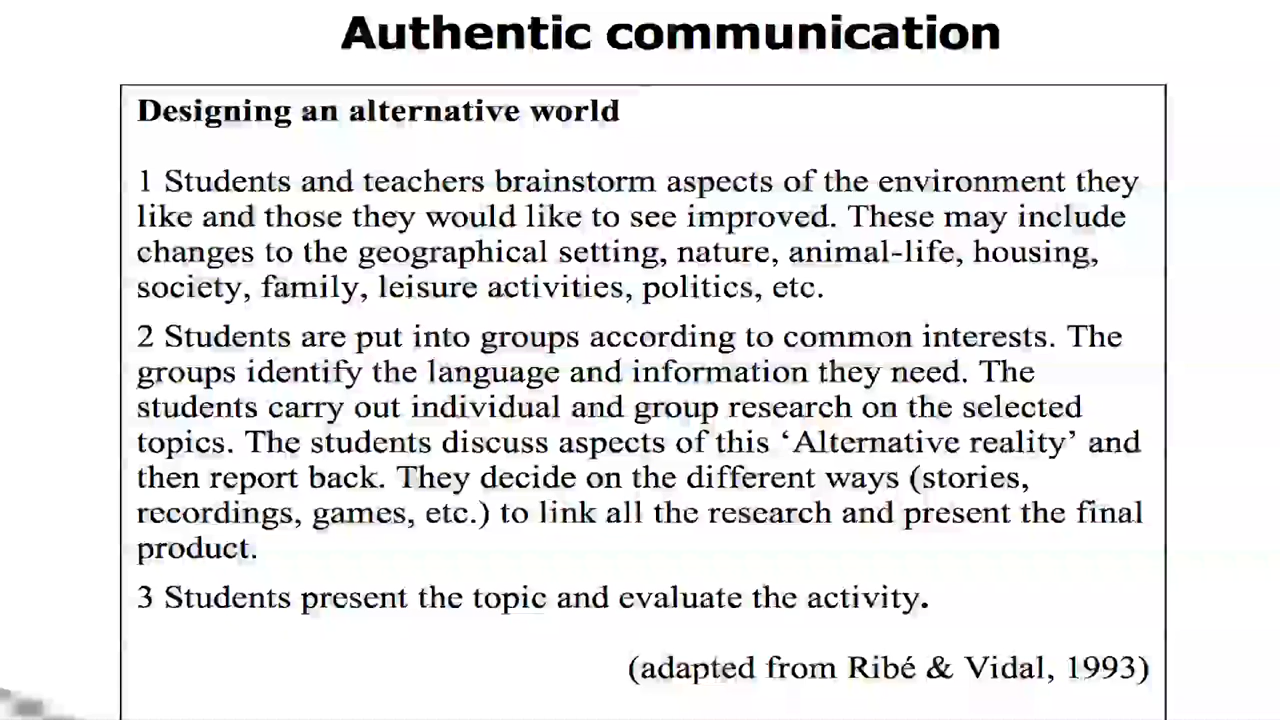 Authentic communication
Designing an alternative world
1 Students and teachers brainstorm aspects of the environment they
like and those they would like to see improved. These may include
changes to the geographical setting, nature, animal-life, housing,
society, family, leisure activities, politics, etc.
2 Students are put into groups according to common interests. The
groups identify the language and information they need. The
students carry out individual and group research on the selected
topics. The students discuss aspects of this ‘Alternative reality’ and
then report back. They decide on the different ways (stories,
recordings, games, etc.) to link all the research and present the final
product.
3 Students present the topic and evaluate the activity.
(adapted from Ribé & Vidal, 1993)